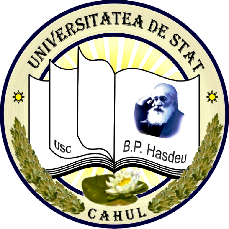 UNIVERSITATEA DE STAT
USC
B.P. Hasdeu
CAHUL